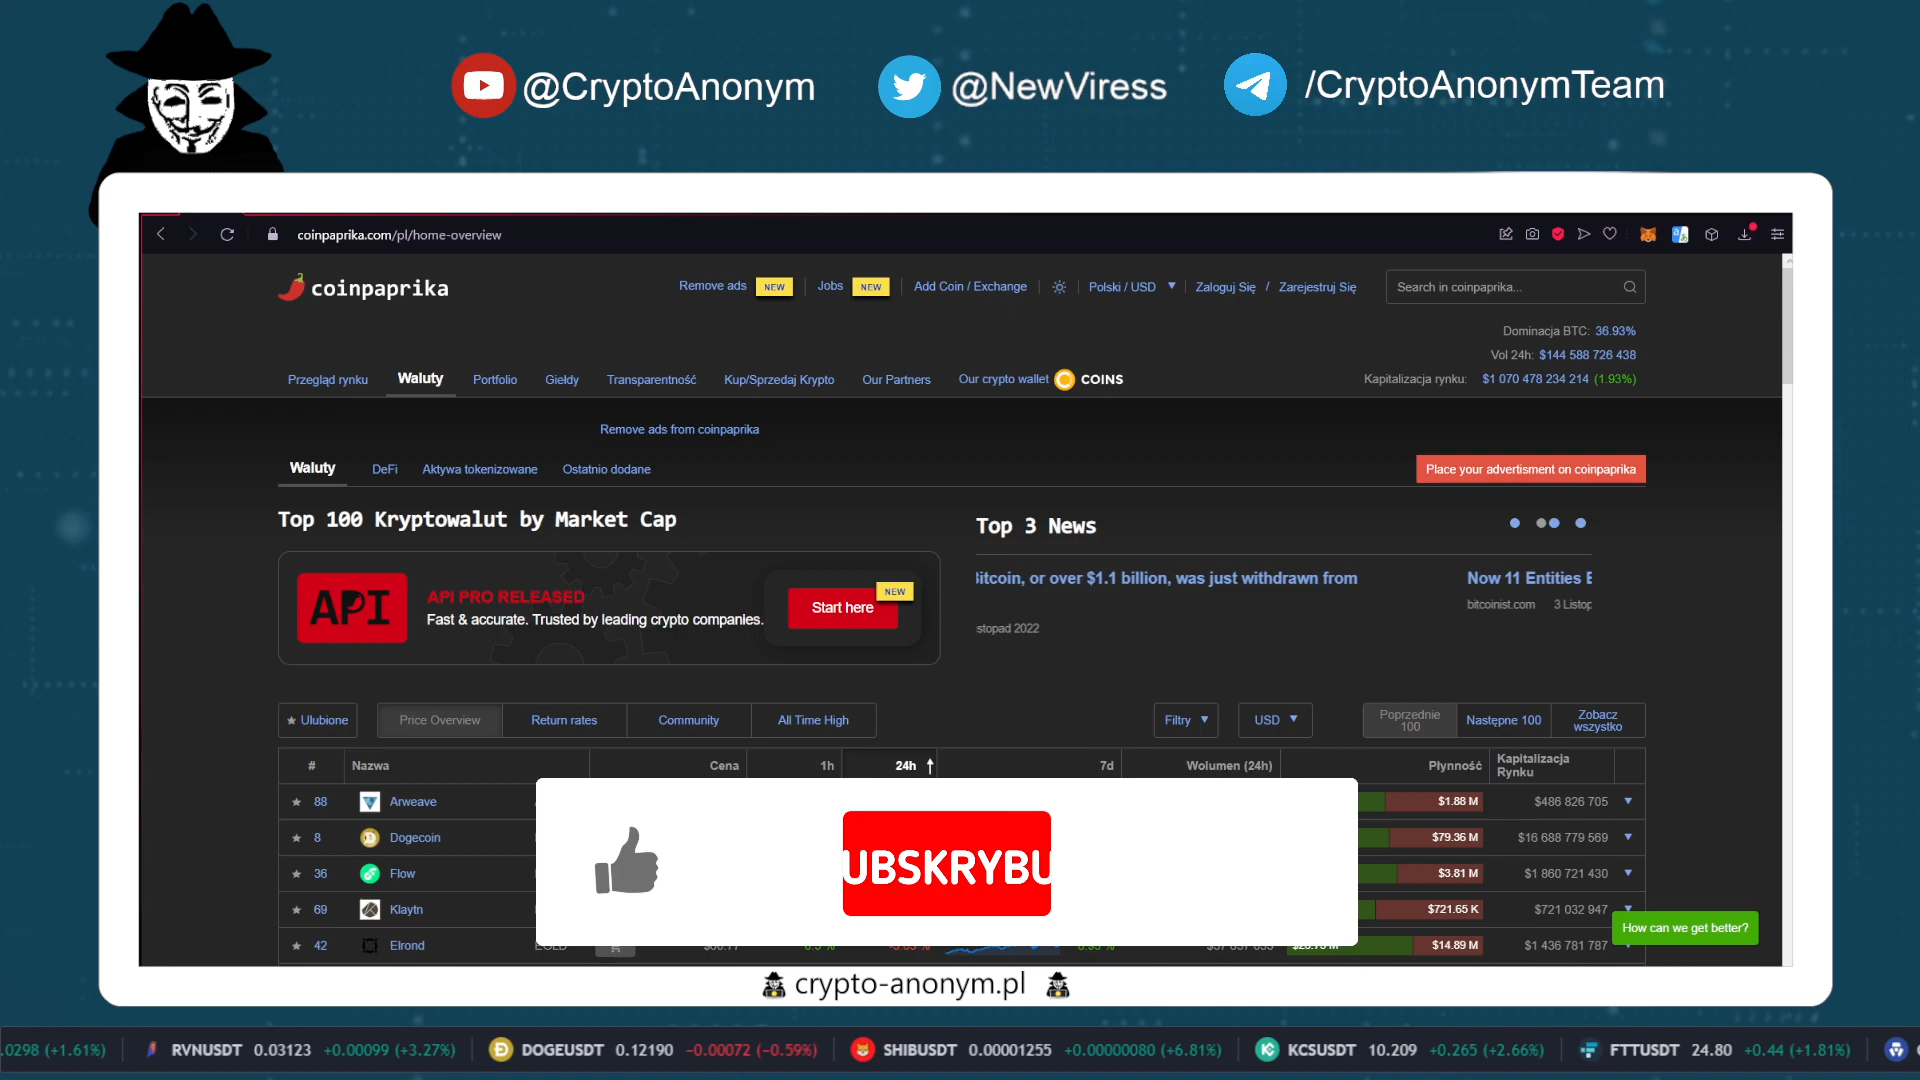 @CryptoAnonym @NewViress /CryptoAnonymTeam
coinpaprika.com/pl/home-overview
coinpaprika Remove ads NEW Jobs NEW Add Coin / Exchange Polski / USD Zaloguj Się / Zarejestruj Się Search in coinpaprika...
Dominacja BTC: 36.93%
Vol 24h: $144 588 726 438
Przegląd rynku Waluty Portfolio Giełdy Transparentność Kup/Sprzedaj Krypto Our Partners Our crypto wallet COINS Kapitalizacja rynku: $1 070 478 234 214 (1.93%)
Remove ads from coinpaprika
Waluty DeFi Aktywa tokenizowane Ostatnio dodane Place your advertisment on coinpaprika
Top 100 Kryptowalut by Market Cap
Top 3 News
itcoin, or over $1.1 billion, was just withdrawn from Now 11 Entities
bitcoinist.com 3 Listop
stopad 2022
API API PRO RELEASED
Fast & accurate. Trusted by leading crypto companies. Start here NEW
Ulubione Price Overview Return rates Community All Time High Filtry USD Poprzednie 100 Następne 100 Zobacz wszystko
# Nazwa Cena 1h 24h 7d Wolumen (24h) Płynność Kapitalizacja Rynku
88 Arweave $1.88 M $486 826 705
8 Dogecoin $79.36 M $16 688 779 569
36 Flow $3.81 M $1 860 721 430
69 Klaytn $721.65 K $721 032 947
42 Elrond $14.89 M $1 436 781 787
UBSKRYBU
How can we get better?
crypto-anonym.pl
.0298 (+1.61%) RVNUSDT 0.03123 +0.00099 (+3.27%) DOGEUSDT 0.12190 −0.00072 (−0.59%) SHIBUSDT 0.00001255 +0.00000080 (+6.81%) KCSUSDT 10.209 +0.265 (+2.66%) FTTUSDT 24.80 +0.44 (+1.81%)